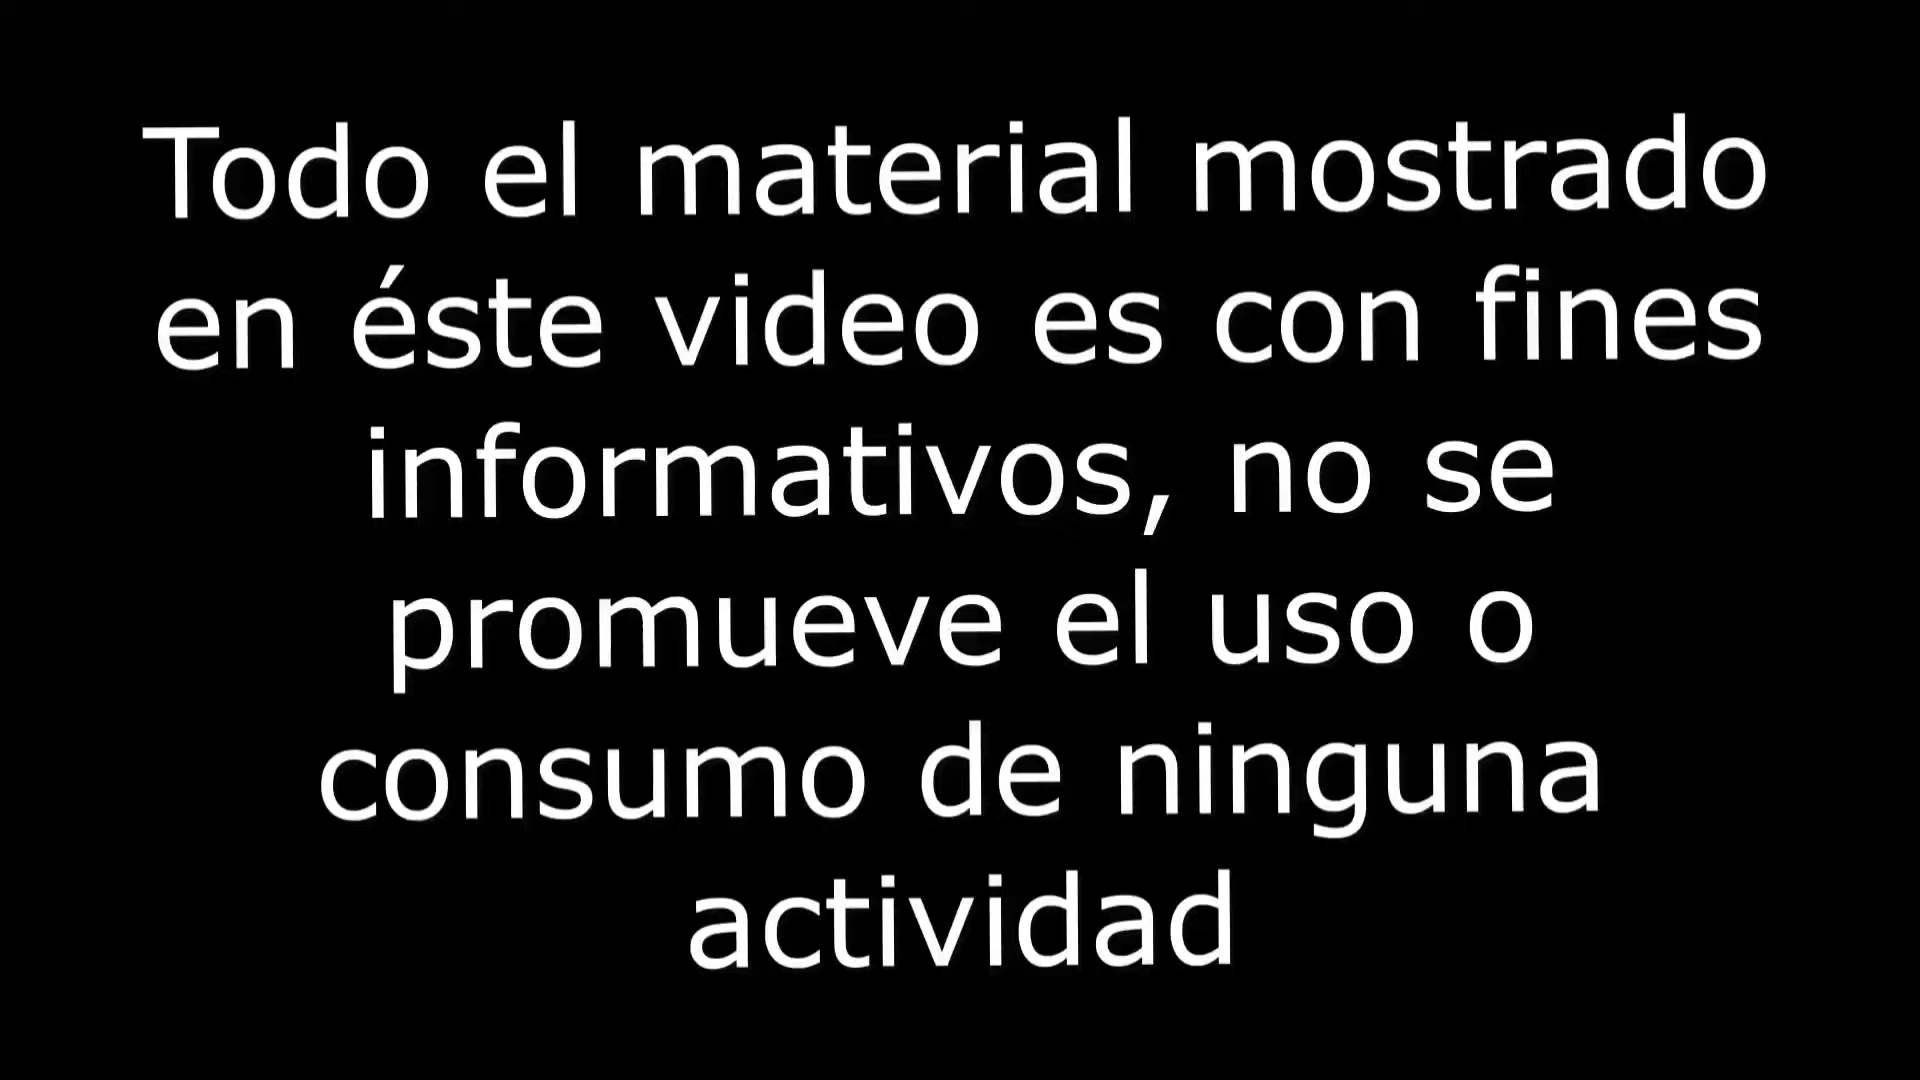 Todo el material mostrado
en éste video es con fines
informativos, no se
promueve el uso o
consumo de ninguna
actividad